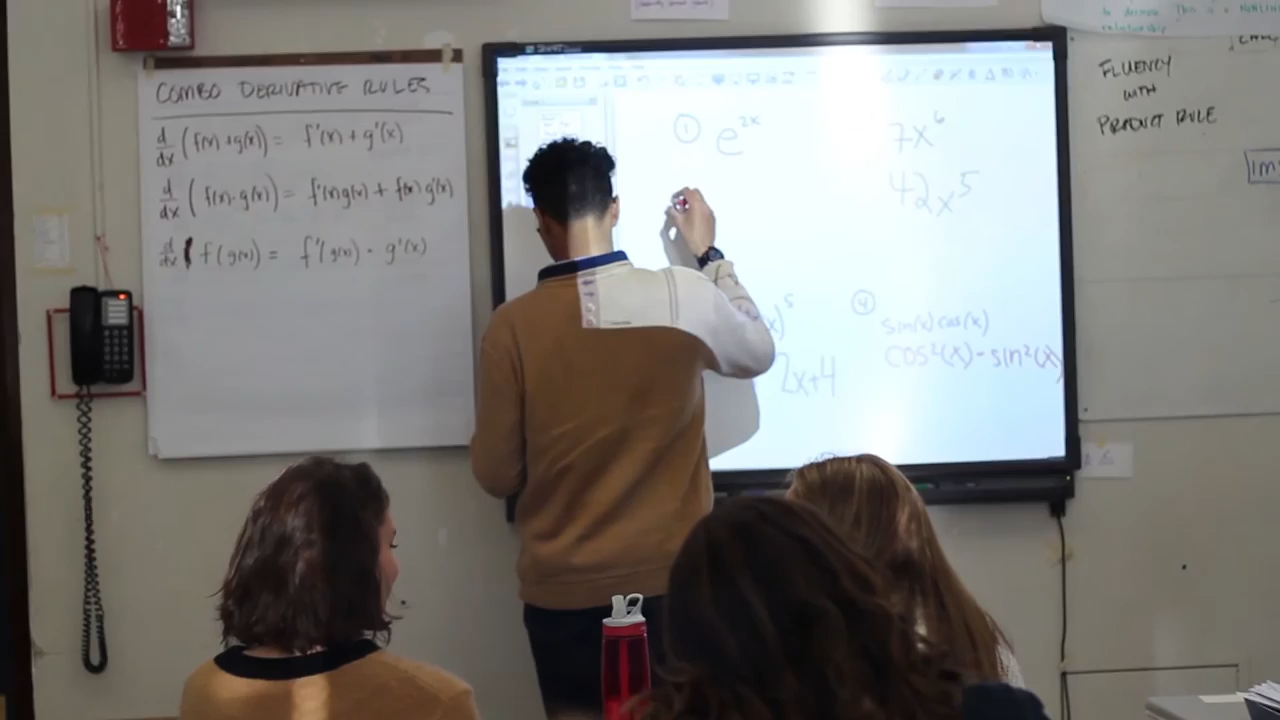 COMBO DERIVATIVE RULES
d/dx (f(x)+g(x)) = f'(x) + g'(x)
d/dx (f(x)·g(x)) = f'(x)g(x) + f(x) g'(x)
d/dx f(g(x)) = f'(g(x)) · g'(x)
① e^2x
7x^6
42x^5
x)^5
2x+4
④
sin(x) cos(x)
cos²(x) - sin²(x)
FLUENCY
WITH
PRODUCT RULE